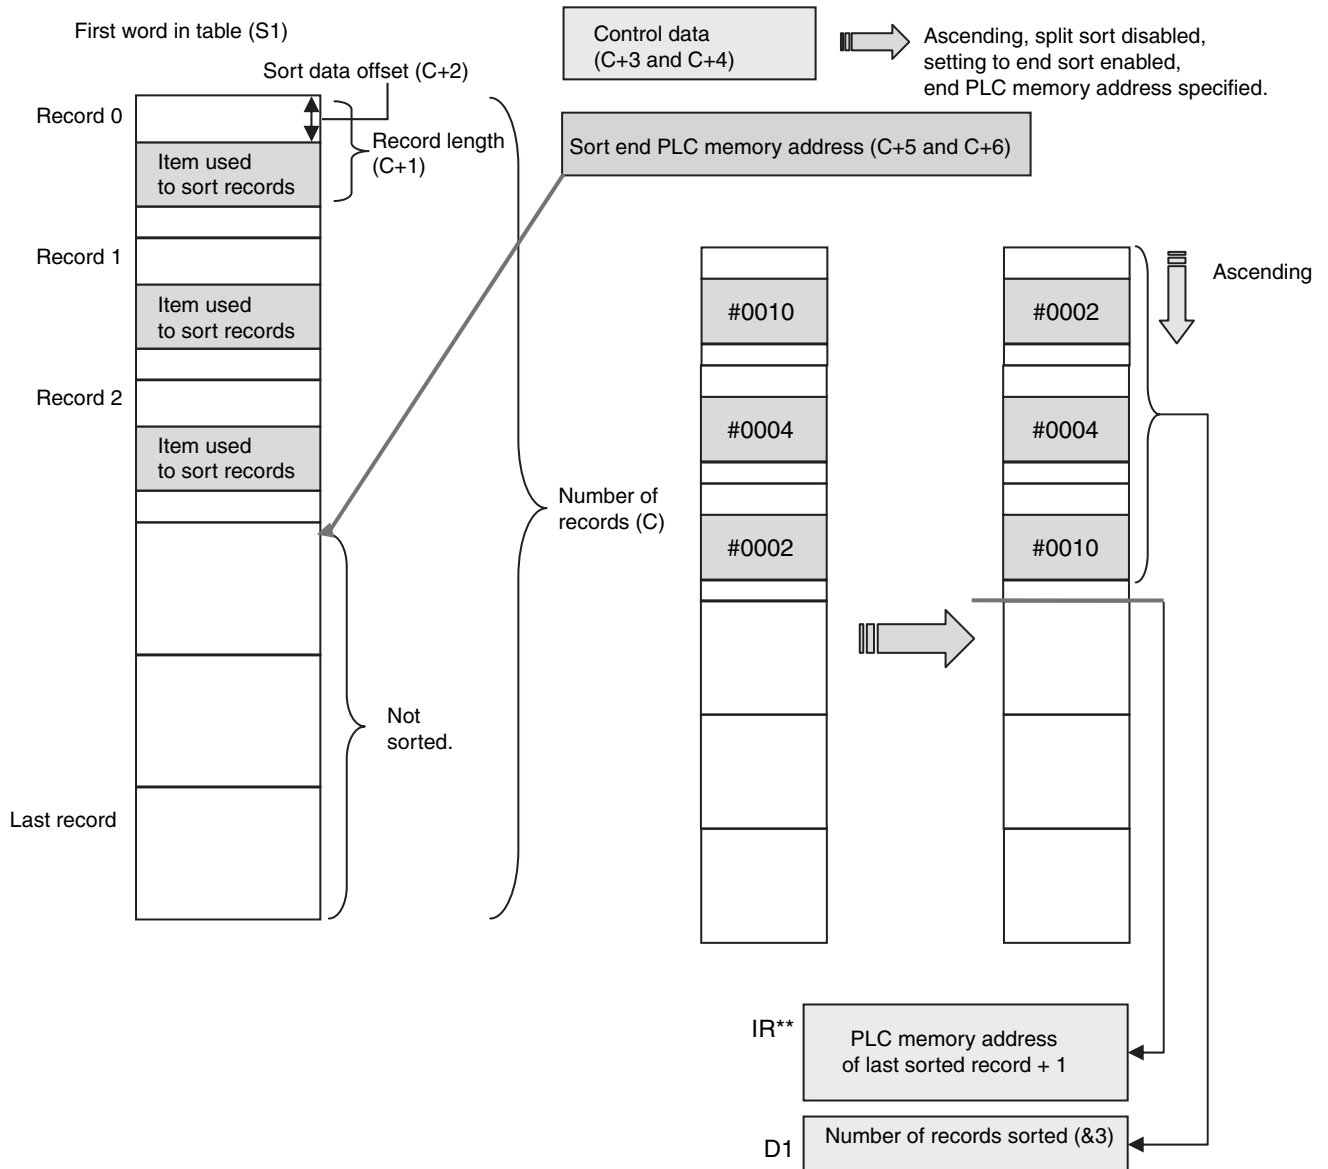 First word in table (S1)
Control data
(C+3 and C+4)
Ascending, split sort disabled,
setting to end sort enabled,
end PLC memory address specified.
Sort data offset (C+2)
Record 0
Record length
(C+1)
Sort end PLC memory address (C+5 and C+6)
Item used
to sort records
Record 1
Item used
to sort records
Record 2
Item used
to sort records
Number of
records (C)
Not
sorted.
Last record
#0010
#0004
#0002
#0002
#0004
#0010
Ascending
IR**
PLC memory address
of last sorted record + 1
D1
Number of records sorted (&3)